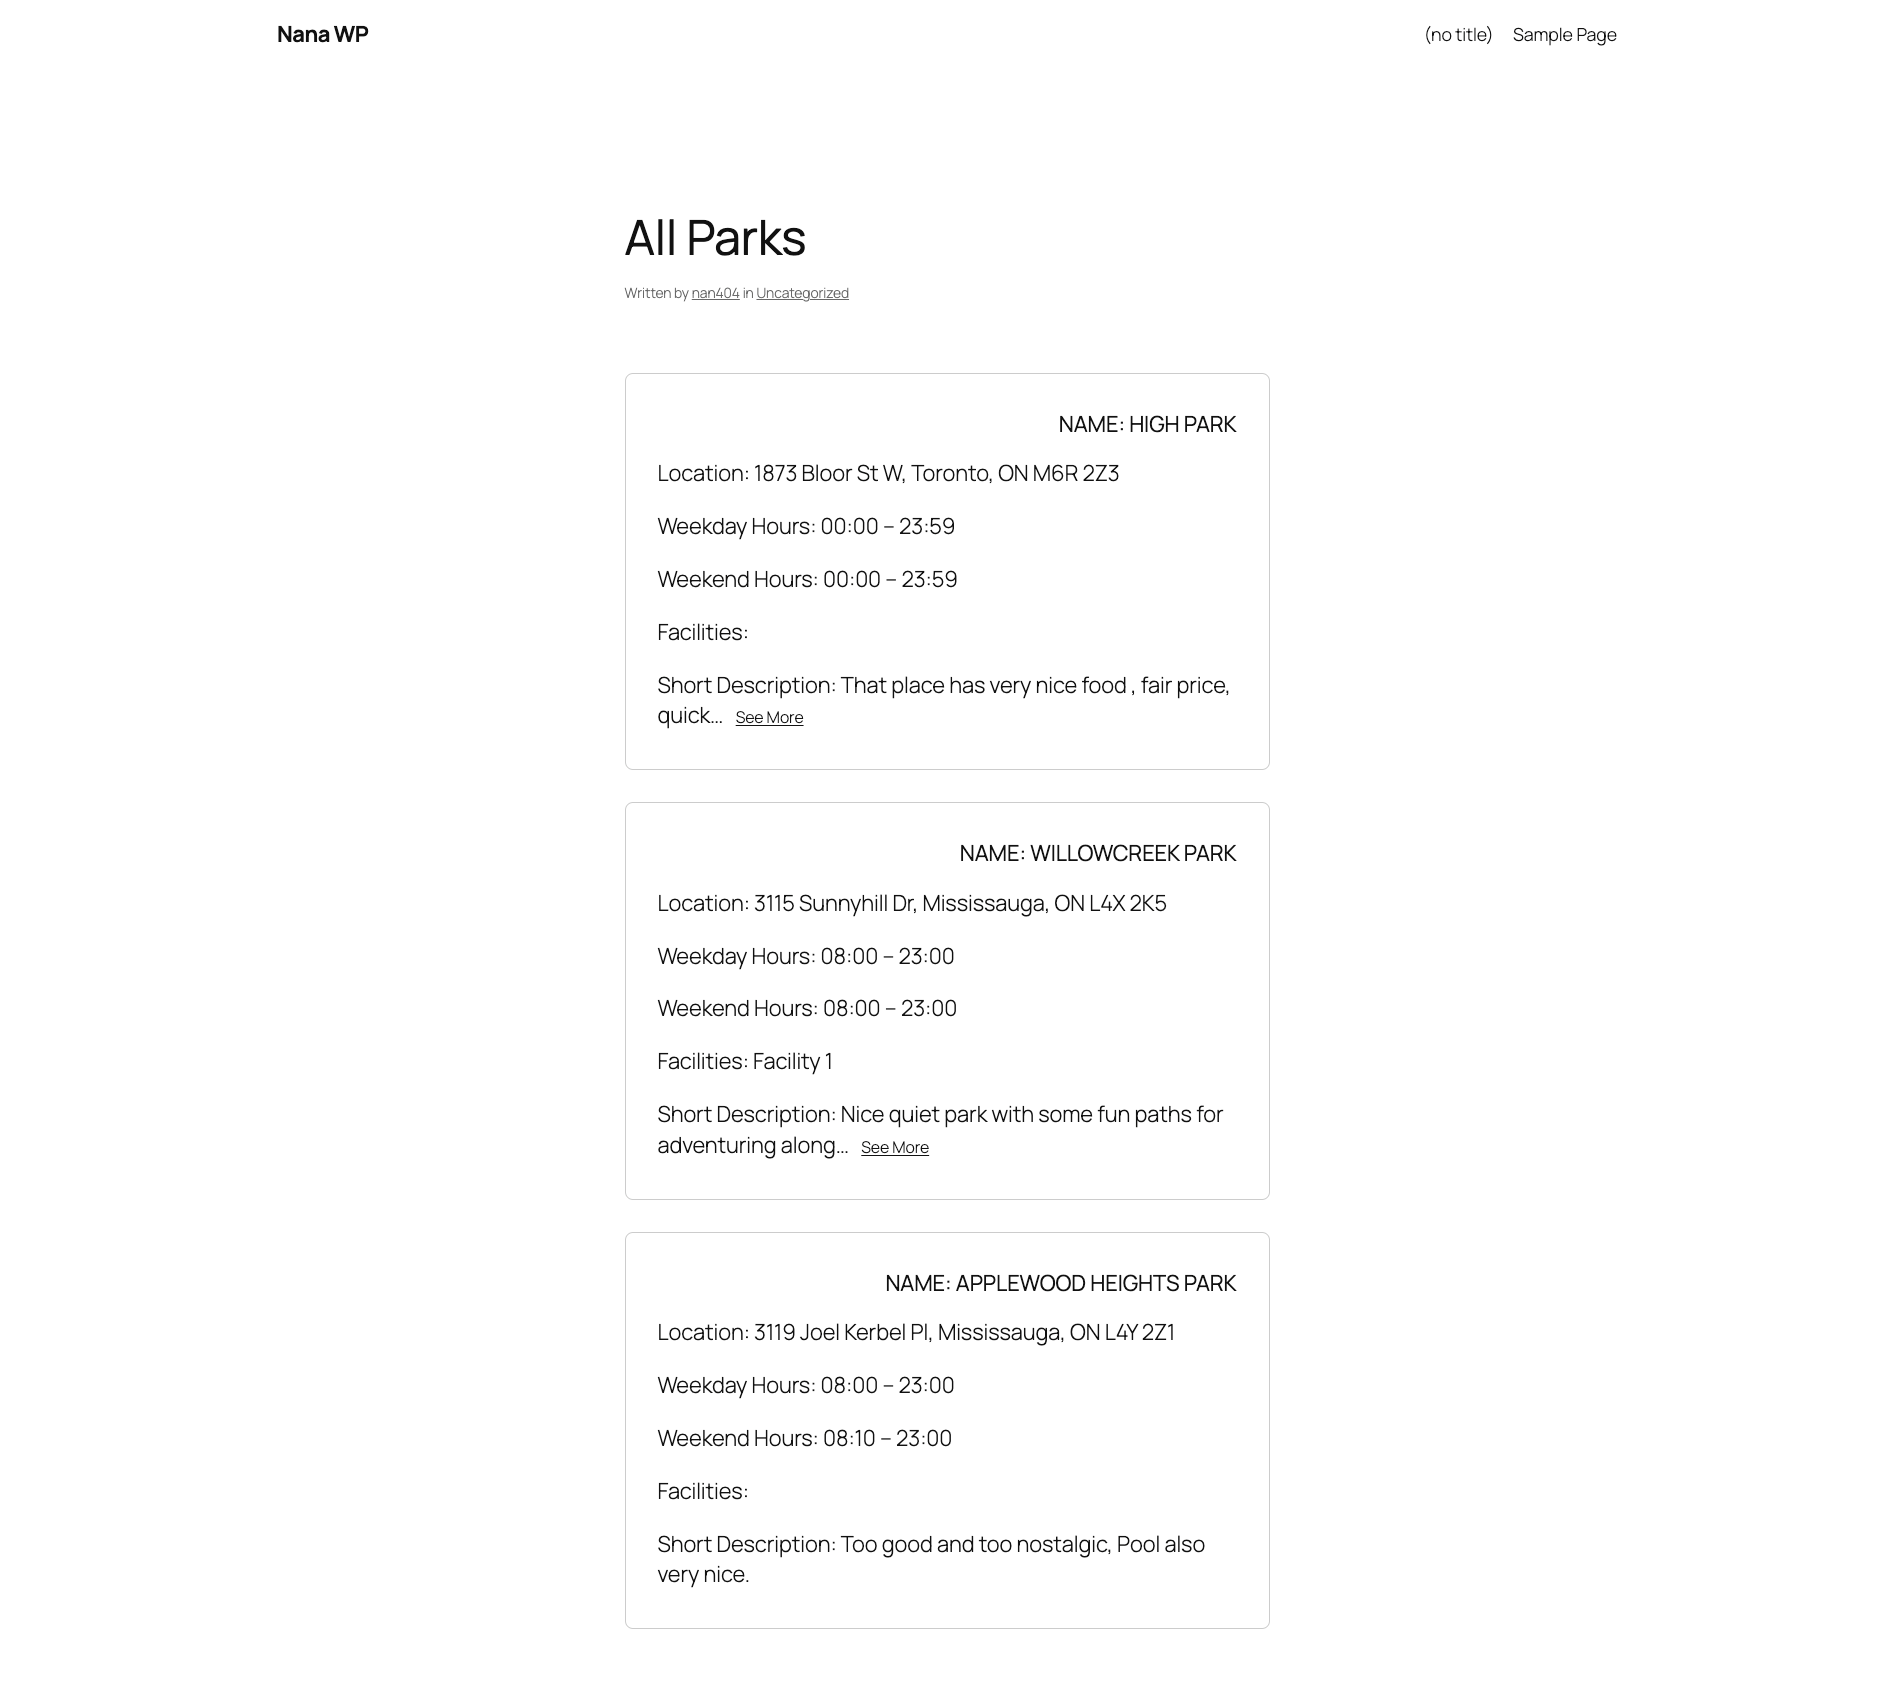 Nana WP
(no title) Sample Page
All Parks
Written by nan404 in Uncategorized
NAME: HIGH PARK
Location: 1873 Bloor St W, Toronto, ON M6R 2Z3
Weekday Hours: 00:00 – 23:59
Weekend Hours: 00:00 – 23:59
Facilities:
Short Description: That place has very nice food , fair price,
quick… See More
NAME: WILLOWCREEK PARK
Location: 3115 Sunnyhill Dr, Mississauga, ON L4X 2K5
Weekday Hours: 08:00 – 23:00
Weekend Hours: 08:00 – 23:00
Facilities: Facility 1
Short Description: Nice quiet park with some fun paths for
adventuring along… See More
NAME: APPLEWOOD HEIGHTS PARK
Location: 3119 Joel Kerbel Pl, Mississauga, ON L4Y 2Z1
Weekday Hours: 08:00 – 23:00
Weekend Hours: 08:10 – 23:00
Facilities:
Short Description: Too good and too nostalgic, Pool also
very nice.